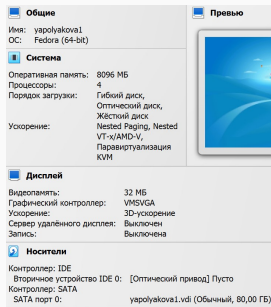 Общие
Превью
Имя: yapolyakova1
ОС: Fedora (64-bit)
Система
Оперативная память: 8096 МБ
Процессоры: 4
Порядок загрузки: Гибкий диск,
Оптический диск,
Жёсткий диск
Ускорение: Nested Paging, Nested
VT-x/AMD-V,
Паравиртуализация
KVM
Дисплей
Видеопамять: 32 МБ
Графический контроллер: VMSVGA
Ускорение: 3D-ускорение
Сервер удалённого дисплея: Выключен
Запись: Выключена
Носители
Контроллер: IDE
Вторичное устройство IDE 0: [Оптический привод] Пусто
Контроллер: SATA
SATA порт 0: yapolyakova1.vdi (Обычный, 80,00 ГБ)